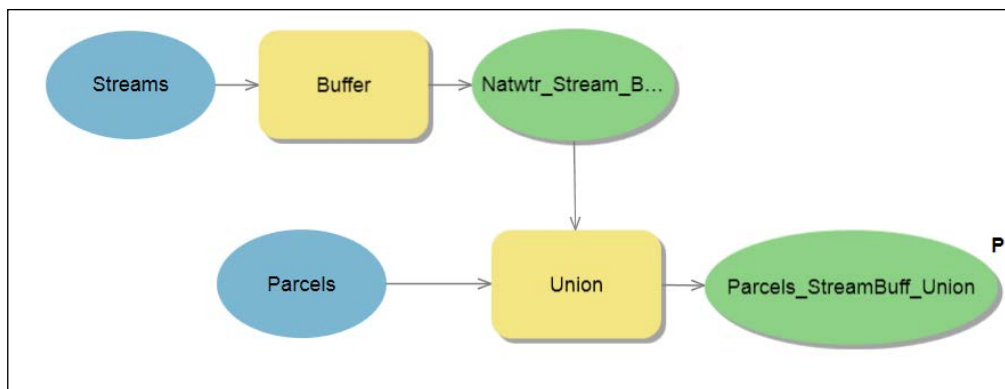 Streams
Buffer
Natwtr_Stream_B...
P
Parcels
Union
Parcels_StreamBuff_Union